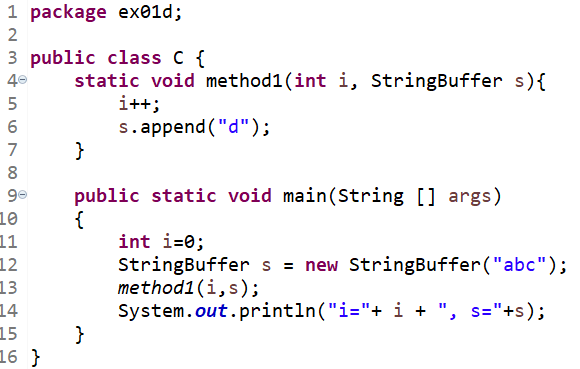 1 package ex01d;
2
3 public class C {
4 static void method1(int i, StringBuffer s){
5 i++;
6 s.append("d");
7 }
8
9 public static void main(String [] args)
10 {
11 int i=0;
12 StringBuffer s = new StringBuffer("abc");
13 method1(i,s);
14 System.out.println("i="+ i + ", s="+s);
15 }
16 }